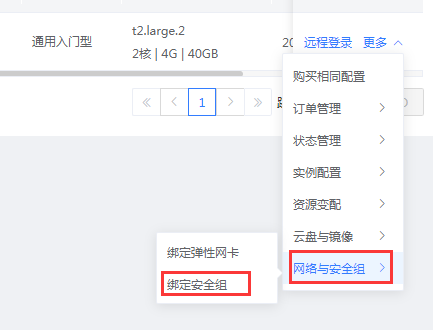 通用入门型
t2.large.2
2核 | 4G | 40GB
20
远程登录 更多
1
购买相同配置
订单管理
状态管理
实例配置
资源变配
云盘与镜像
网络与安全组
绑定弹性网卡
绑定安全组